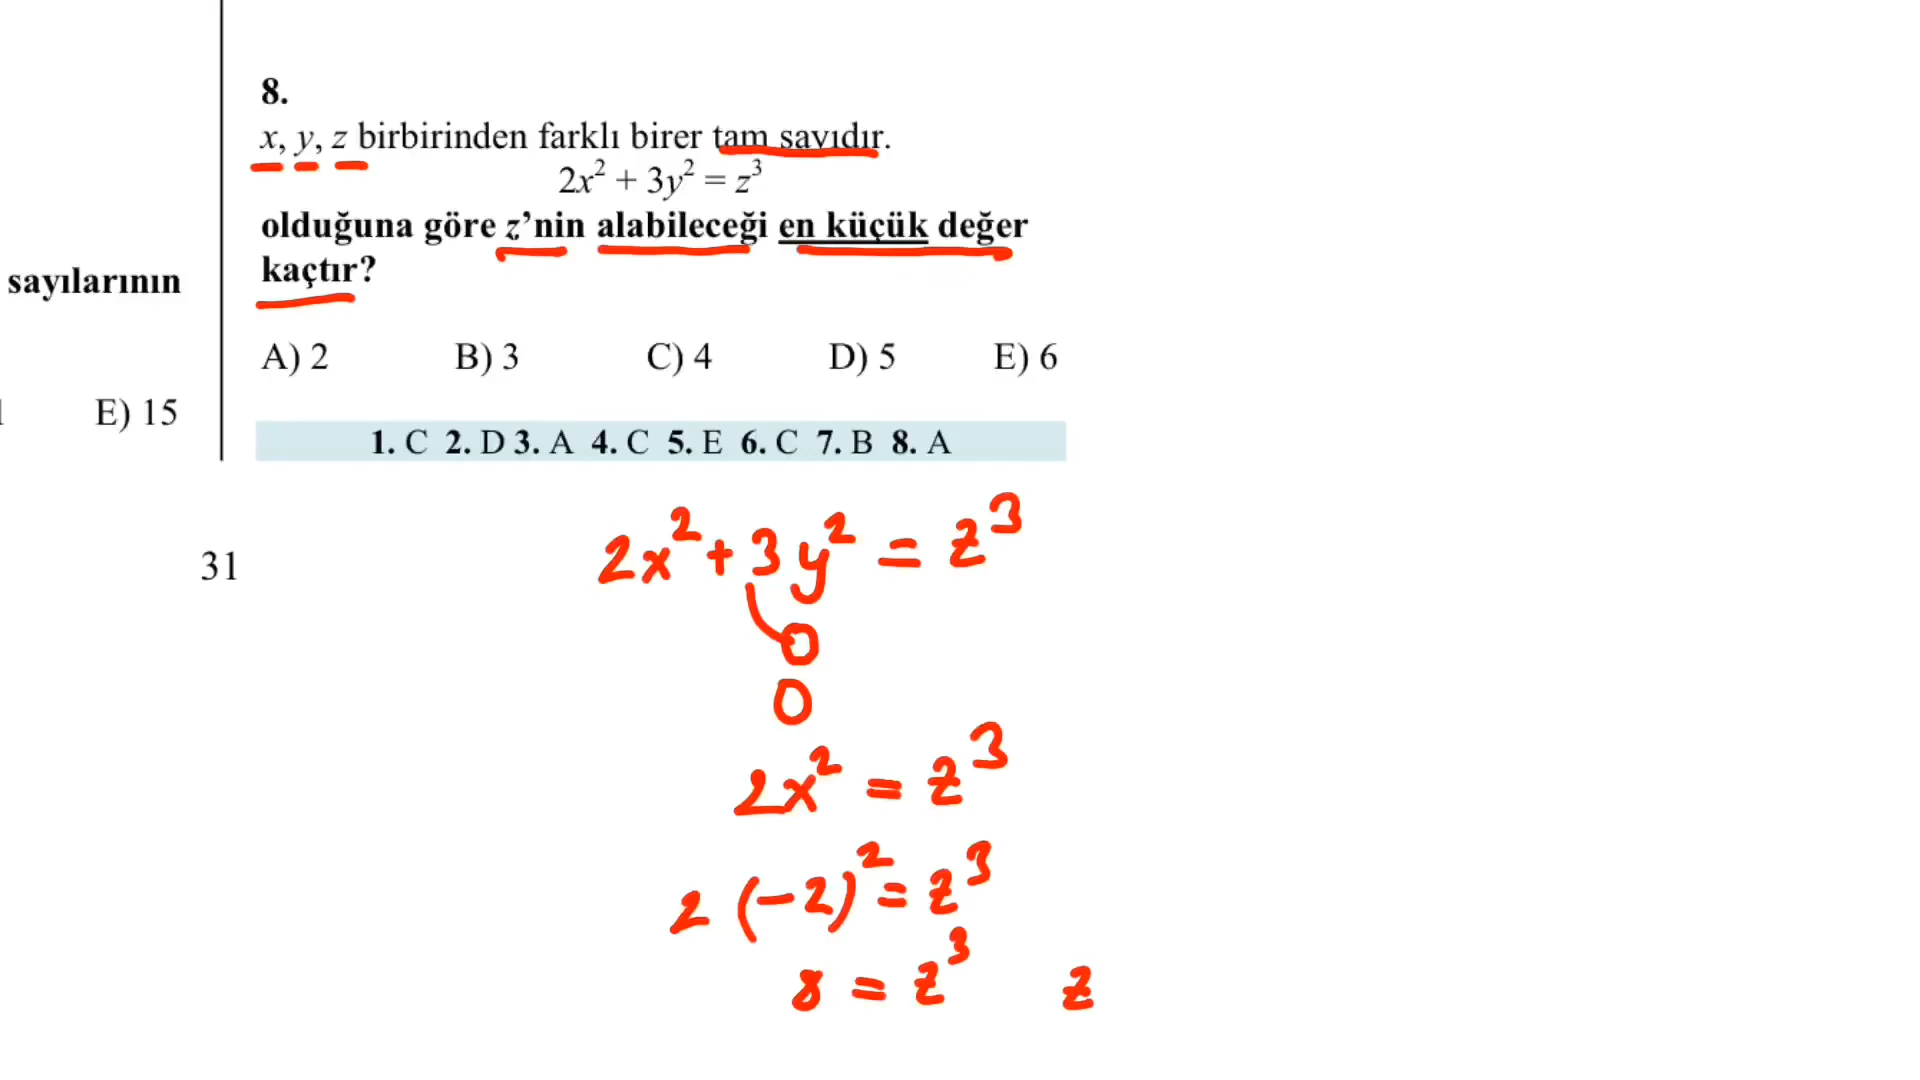 8.
x, y, z birbirinden farklı birer tam sayıdır.
2x² + 3y² = z³
olduğuna göre z’nin alabileceği en küçük değer
kaçtır?
sayılarının
A) 2 B) 3 C) 4 D) 5 E) 6
E) 15
1. C 2. D 3. A 4. C 5. E 6. C 7. B 8. A
31
2x² + 3y² = z³
0
0
2x² = z³
2 (-2)² = z³
8 = z³ z